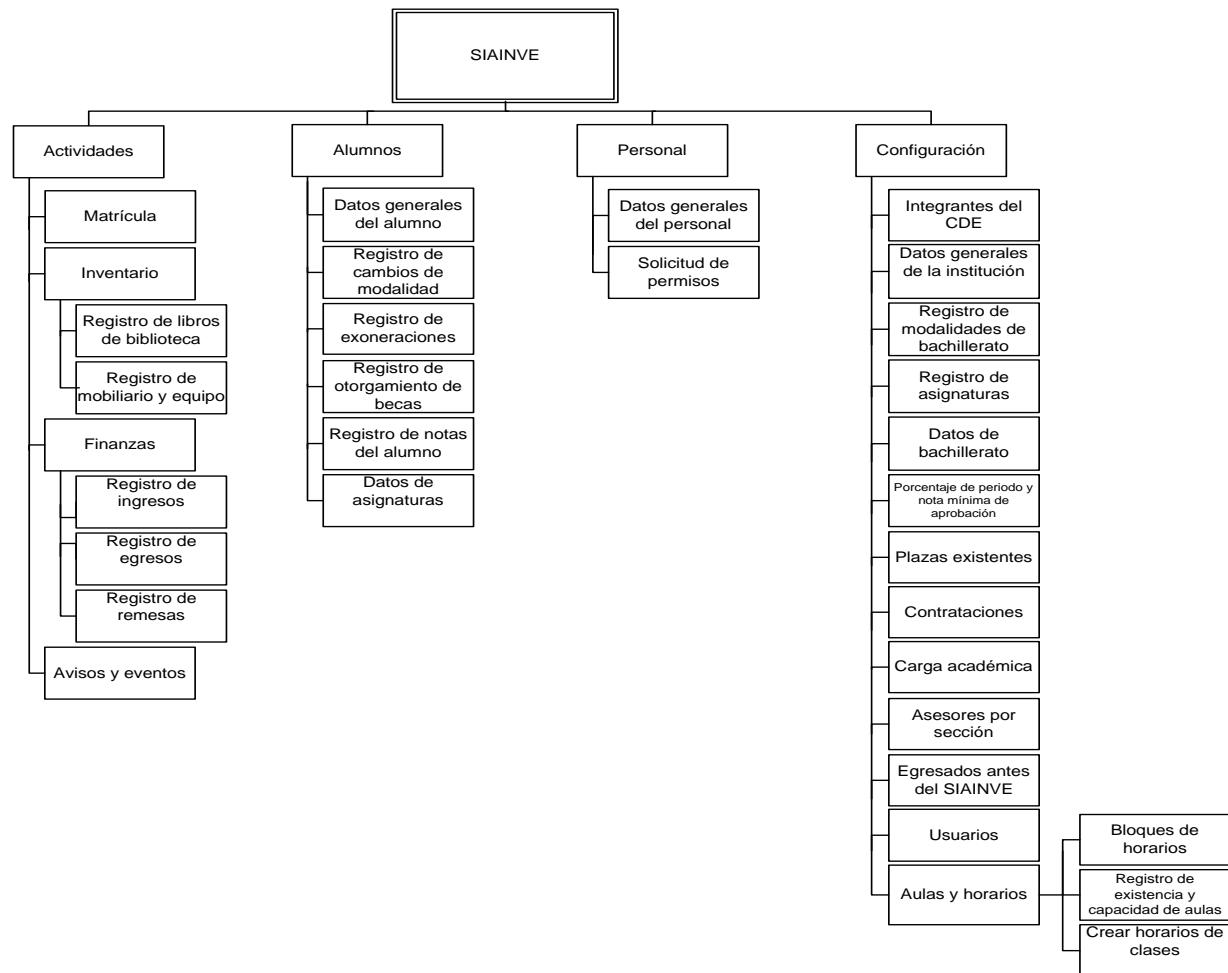 SIAINVE
Actividades
Matrícula
Inventario
Registro de libros
de biblioteca
Registro de
mobiliario y equipo
Finanzas
Registro de
ingresos
Registro de
egresos
Registro de
remesas
Avisos y eventos
Alumnos
Datos generales
del alumno
Registro de
cambios de
modalidad
Registro de
exoneraciones
Registro de
otorgamiento de
becas
Registro de notas
del alumno
Datos de
asignaturas
Personal
Datos generales
del personal
Solicitud de
permisos
Configuración
Integrantes del
CDE
Datos generales
de la institución
Registro de
modalidades de
bachillerato
Registro de
asignaturas
Datos de
bachillerato
Porcentaje de periodo y
nota mínima de
aprobación
Plazas existentes
Contrataciones
Carga académica
Asesores por
sección
Egresados antes
del SIAINVE
Usuarios
Aulas y horarios
Bloques de
horarios
Registro de
existencia y
capacidad de aulas
Crear horarios de
clases